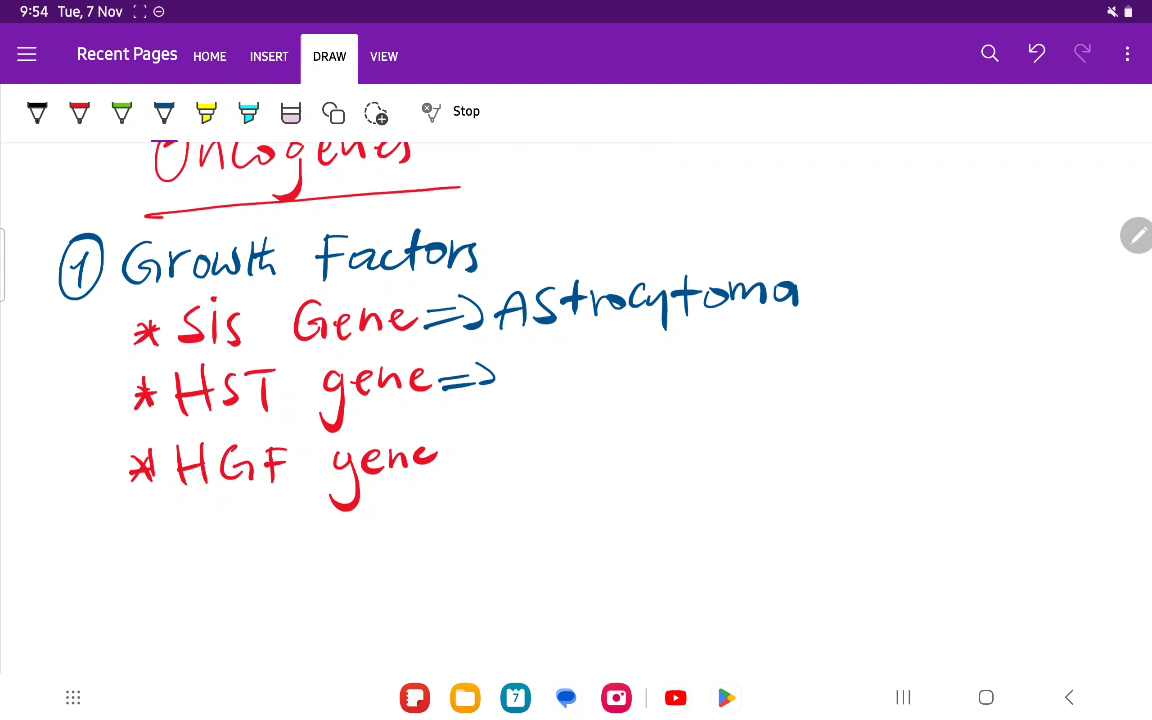 9:54 Tue, 7 Nov
Recent Pages HOME INSERT DRAW VIEW
Stop
Oncogenes
① Growth Factors
* Sis Gene => Astrocytoma
* HST gene =>
* HGF gene
7